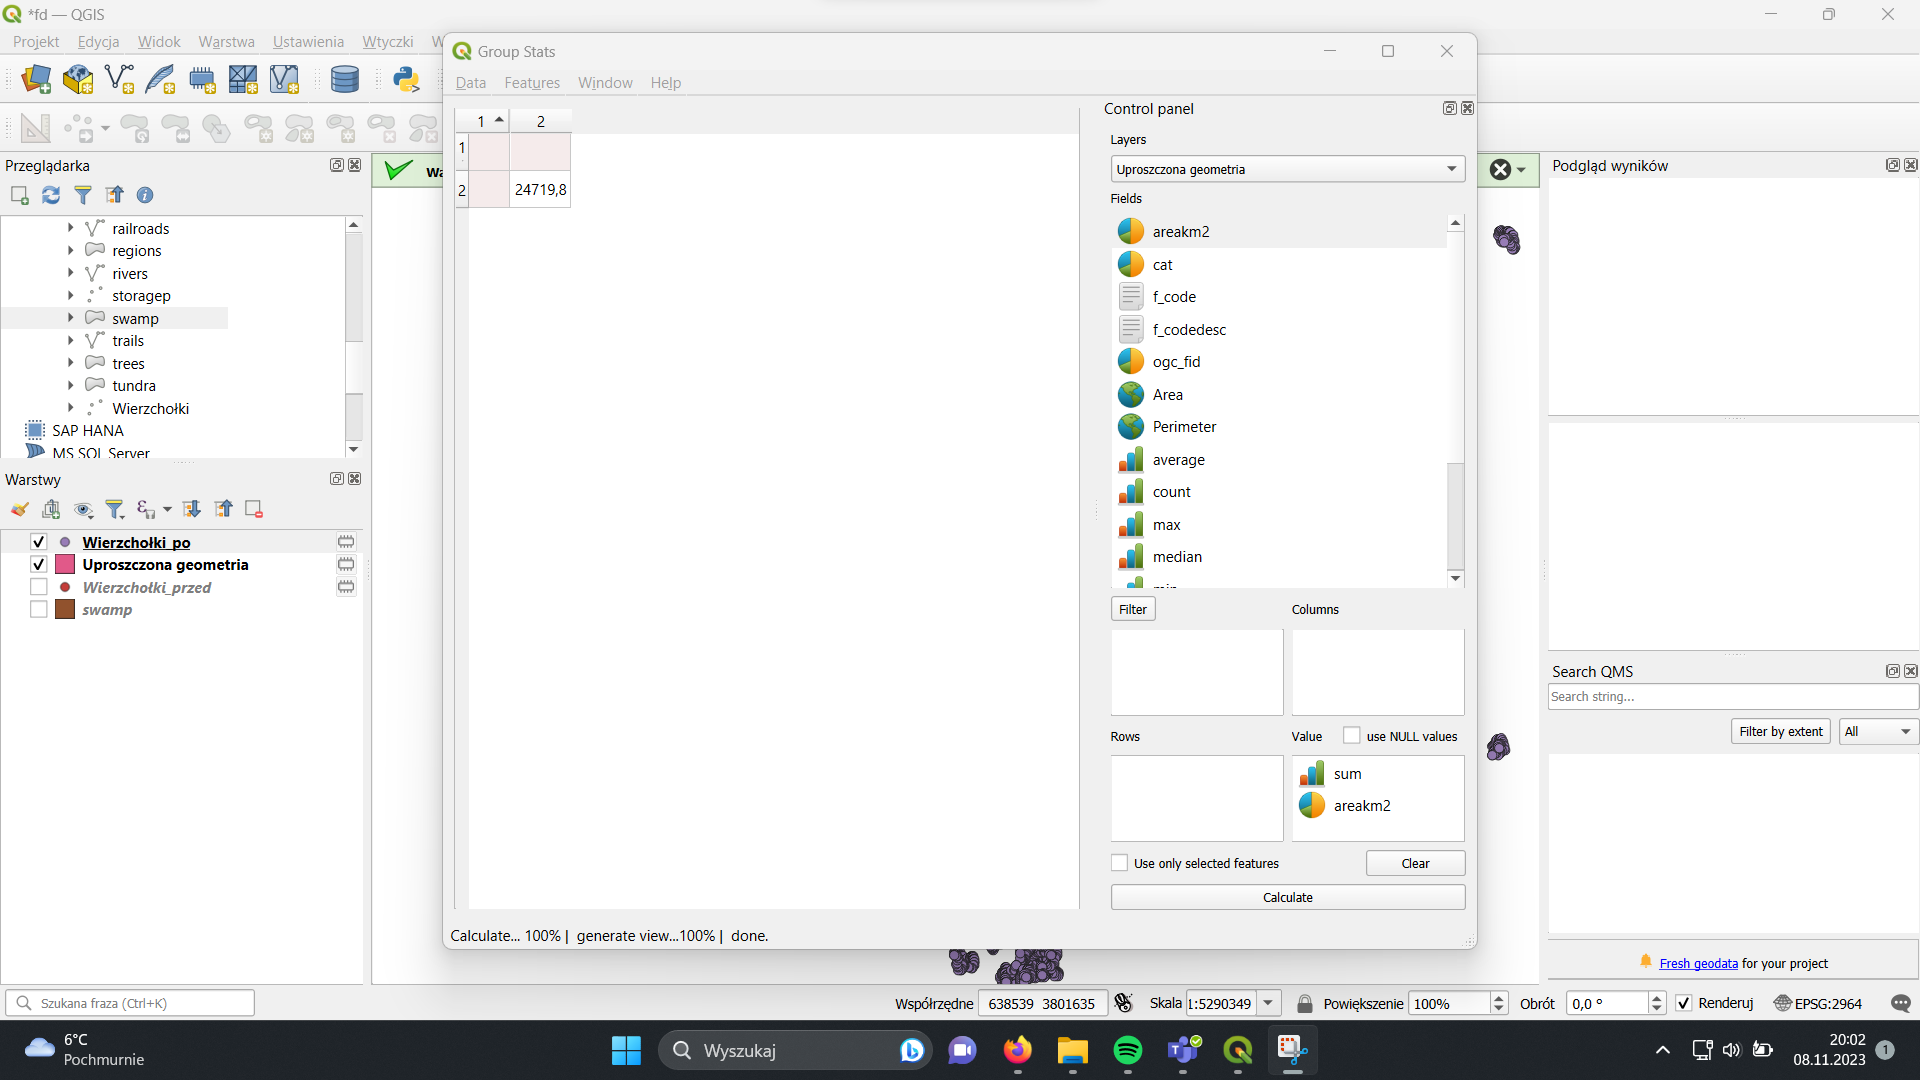 *fd — QGIS
Projekt Edycja Widok Warstwa Ustawienia Wtyczki W
Group Stats
Data Features Window Help
1 2
1
2 24719,8
Control panel
Layers
Uproszczona geometria
Fields
areakm2
cat
f_code
f_codedesc
ogc_fid
Area
Perimeter
average
count
max
median
Filter
Columns
Rows
Value use NULL values
sum
areakm2
Use only selected features
Clear
Calculate
Calculate... 100% | generate view...100% | done.
Przeglądarka
railroads
regions
rivers
storagep
swamp
trails
trees
tundra
Wierzchołki
SAP HANA
MS SQL Server
Warstwy
Wierzchołki_po
Uproszczona geometria
Wierzchołki_przed
swamp
Wa
Podgląd wyników
Search QMS
Search string...
Filter by extent All
Fresh geodata for your project
Szukana fraza (Ctrl+K)
Współrzędne 638539 3801635 Skala 1:5290349 Powiększenie 100% Obrót 0,0 ° Renderuj EPSG:2964
6°C
Pochmurnie
Wyszukaj
20:02
08.11.2023
1